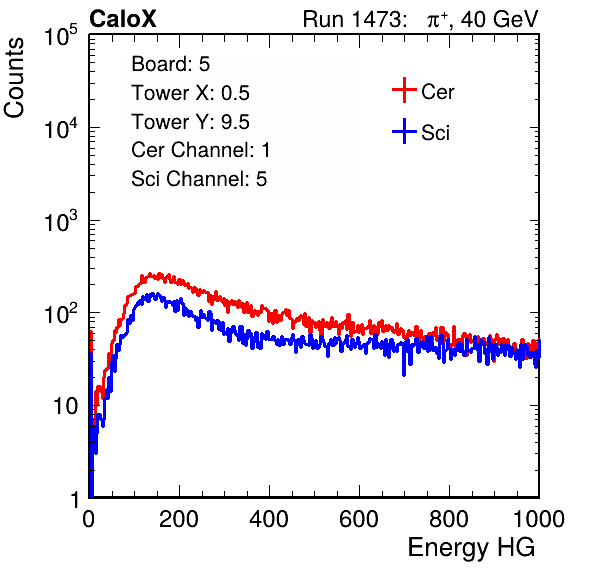 CaloX Run 1473: π⁺, 40 GeV
Counts
Board: 5
Tower X: 0.5
Tower Y: 9.5
Cer Channel: 1
Sci Channel: 5
Cer
Sci
10⁵
10⁴
10³
10²
10
1
0 200 400 600 800 1000
Energy HG